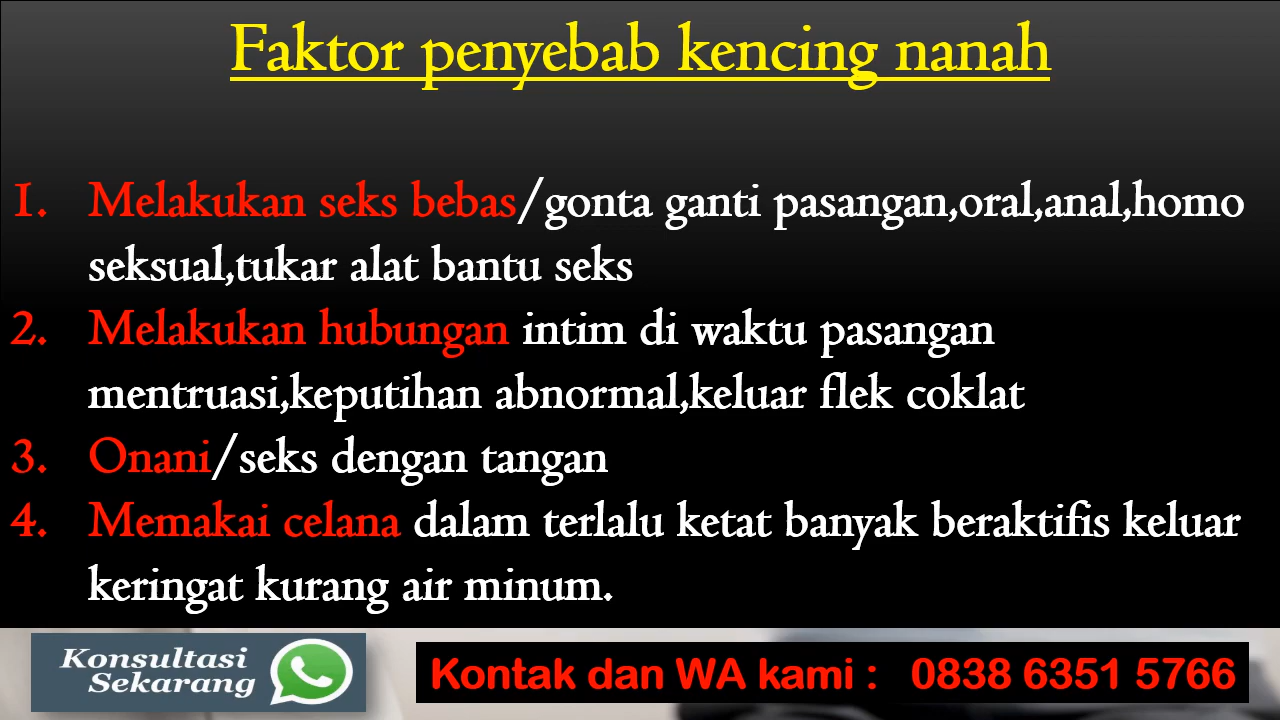 Faktor penyebab kencing nanah
1. Melakukan seks bebas/gonta ganti pasangan,oral,anal,homo
seksual,tukar alat bantu seks
2. Melakukan hubungan intim di waktu pasangan
mentruasi,keputihan abnormal,keluar flek coklat
3. Onani/seks dengan tangan
4. Memakai celana dalam terlalu ketat banyak beraktifis keluar
keringat kurang air minum.
Konsultasi
Sekarang
Kontak dan WA kami : 0838 6351 5766